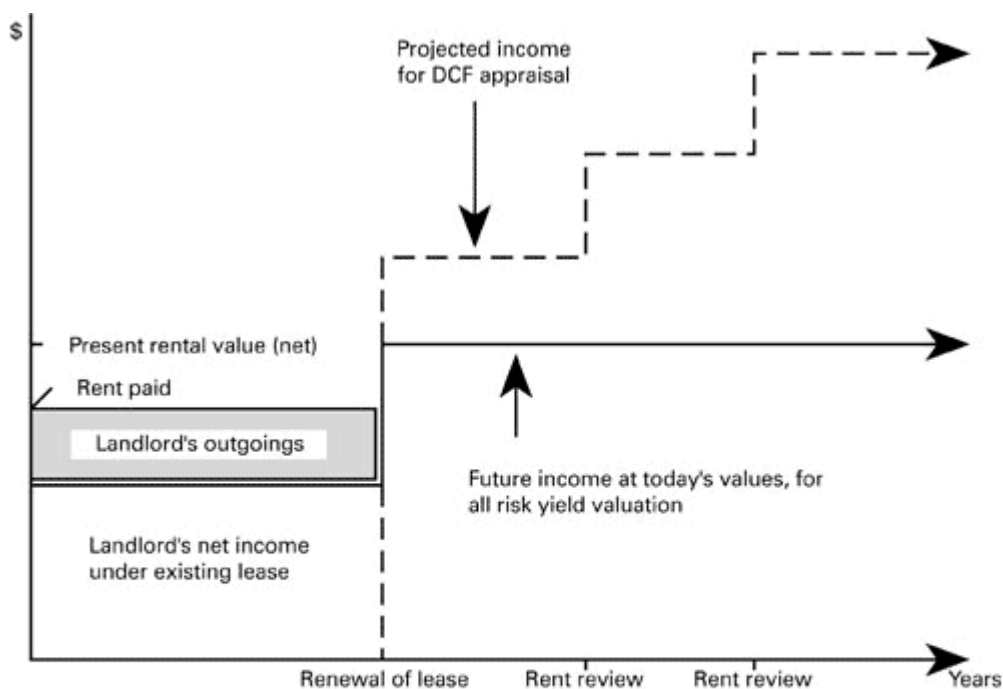 $
Projected income
for DCF appraisal
Present rental value (net)
Rent paid
Landlord's outgoings
Future income at today's values, for
all risk yield valuation
Landlord's net income
under existing lease
Renewal of lease
Rent review
Rent review
Years